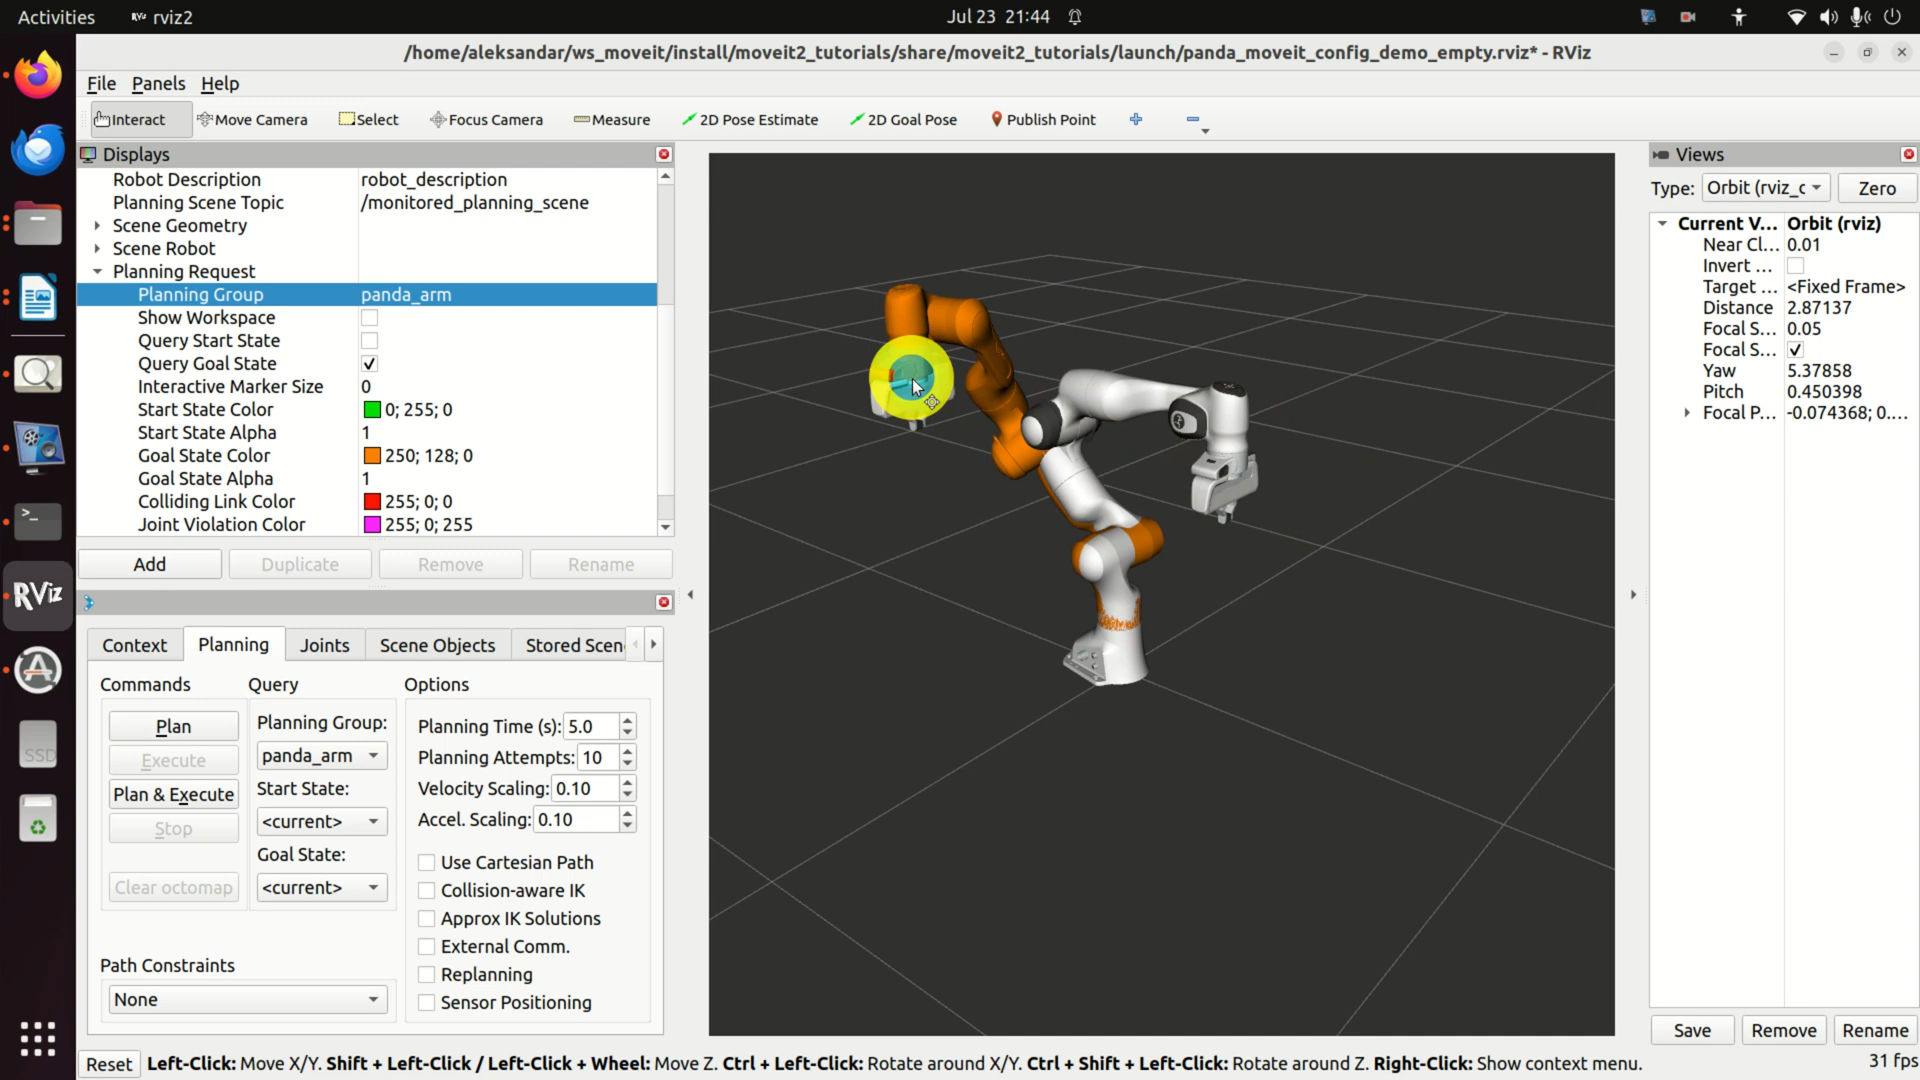 Activities
RViz rviz2
Jul 23 21:44
/home/aleksandar/ws_moveit/install/moveit2_tutorials/share/moveit2_tutorials/launch/panda_moveit_config_demo_empty.rviz* - RViz
File Panels Help
Interact Move Camera Select Focus Camera Measure 2D Pose Estimate 2D Goal Pose Publish Point
Displays
Robot Description robot_description
Planning Scene Topic /monitored_planning_scene
Scene Geometry
Scene Robot
Planning Request
Planning Group panda_arm
Show Workspace
Query Start State
Query Goal State
Interactive Marker Size 0
Start State Color 0; 255; 0
Start State Alpha 1
Goal State Color 250; 128; 0
Goal State Alpha 1
Colliding Link Color 255; 0; 0
Joint Violation Color 255; 0; 255
Add Duplicate Remove Rename
Context Planning Joints Scene Objects Stored Scen
Commands Query Options
Plan
Execute
Plan & Execute
Stop
Clear octomap
Planning Group:
panda_arm
Start State:
<current>
Goal State:
<current>
Planning Time (s): 5.0
Planning Attempts: 10
Velocity Scaling: 0.10
Accel. Scaling: 0.10
Use Cartesian Path
Collision-aware IK
Approx IK Solutions
External Comm.
Replanning
Sensor Positioning
Path Constraints
None
Views
Type: Orbit (rviz_c Zero
Current V... Orbit (rviz)
Near Cl... 0.01
Invert ...
Target ... <Fixed Frame>
Distance 2.87137
Focal S... 0.05
Focal S...
Yaw 5.37858
Pitch 0.450398
Focal P... -0.074368; 0....
Save Remove Rename
Reset Left-Click: Move X/Y. Shift + Left-Click / Left-Click + Wheel: Move Z. Ctrl + Left-Click: Rotate around X/Y. Ctrl + Shift + Left-Click: Rotate around Z. Right-Click: Show context menu.
31 fps
RViz
SSD